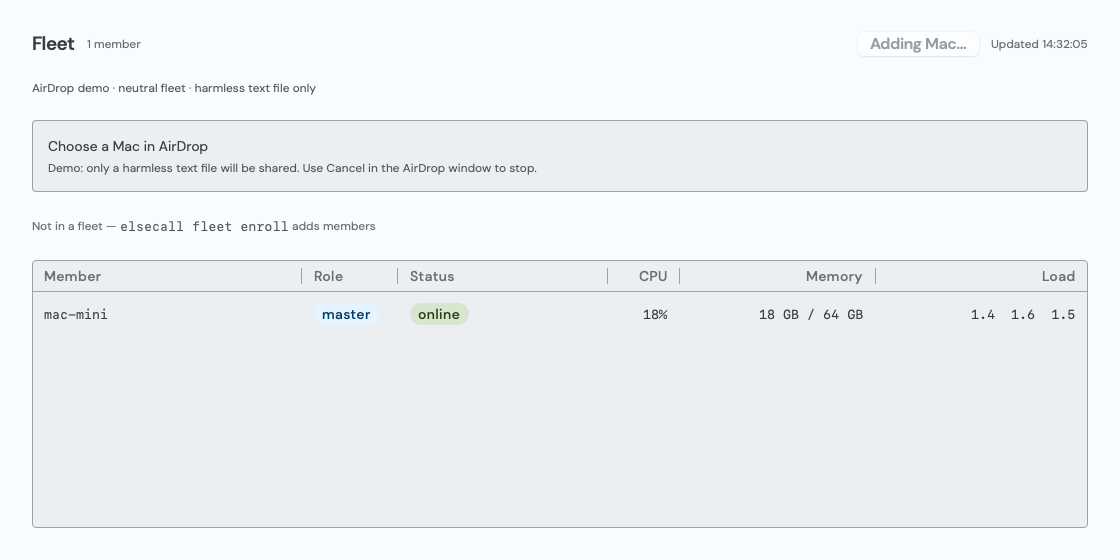 Fleet 1 member Adding Mac... Updated 14:32:05
AirDrop demo · neutral fleet · harmless text file only
Choose a Mac in AirDrop
Demo: only a harmless text file will be shared. Use Cancel in the AirDrop window to stop.
Not in a fleet — elsecall fleet enroll adds members
Member Role Status CPU Memory Load
mac-mini master online 18% 18 GB / 64 GB 1.4 1.6 1.5